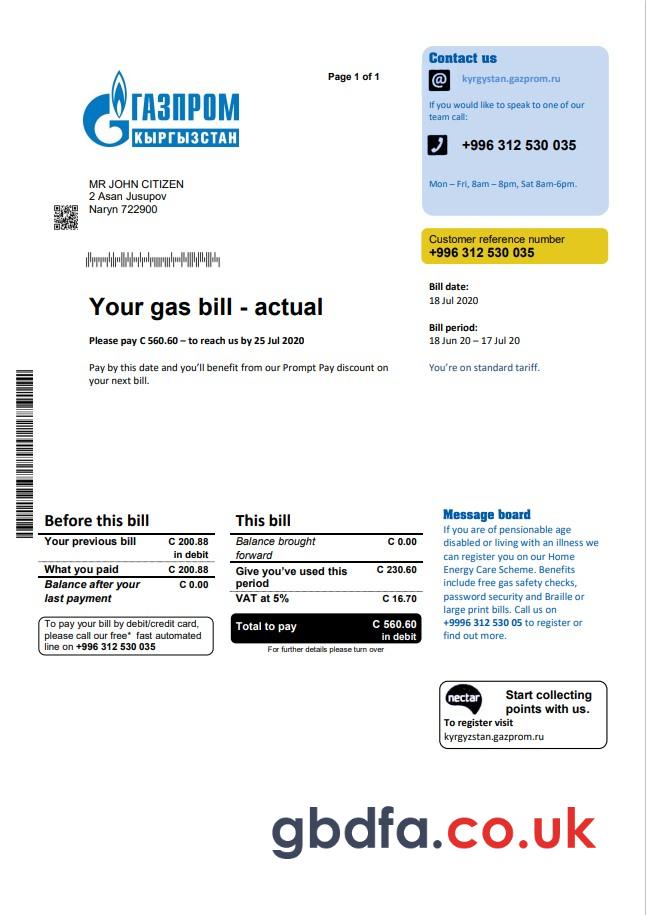 ГАЗПРОМ
КЫРГЫЗСТАН
Page 1 of 1
Contact us
@ kyrgystan.gazprom.ru
If you would like to speak to one of our
team call:
+996 312 530 035
Mon – Fri, 8am – 8pm, Sat 8am-6pm.
MR JOHN CITIZEN
2 Asan Jusupov
Naryn 722900
Customer reference number
+996 312 530 035
Your gas bill - actual
Please pay C 560.60 – to reach us by 25 Jul 2020
Pay by this date and you’ll benefit from our Prompt Pay discount on
your next bill.
Bill date:
18 Jul 2020
Bill period:
18 Jun 20 – 17 Jul 20
You’re on standard tariff.
Before this bill
Your previous bill C 200.88
in debit
What you paid C 200.88
Balance after your C 0.00
last payment
To pay your bill by debit/credit card,
please call our free* fast automated
line on +996 312 530 035
This bill
Balance brought C 0.00
forward
Give you’ve used this C 230.60
period
VAT at 5% C 16.70
Total to pay C 560.60
in debit
For further details please turn over
Message board
If you are of pensionable age
disabled or living with an illness we
can register you on our Home
Energy Care Scheme. Benefits
include free gas safety checks,
password security and Braille or
large print bills. Call us on
+9996 312 530 05 to register or
find out more.
nectar
Start collecting
points with us.
To register visit
kyrgyzstan.gazprom.ru
gbdfa.co.uk